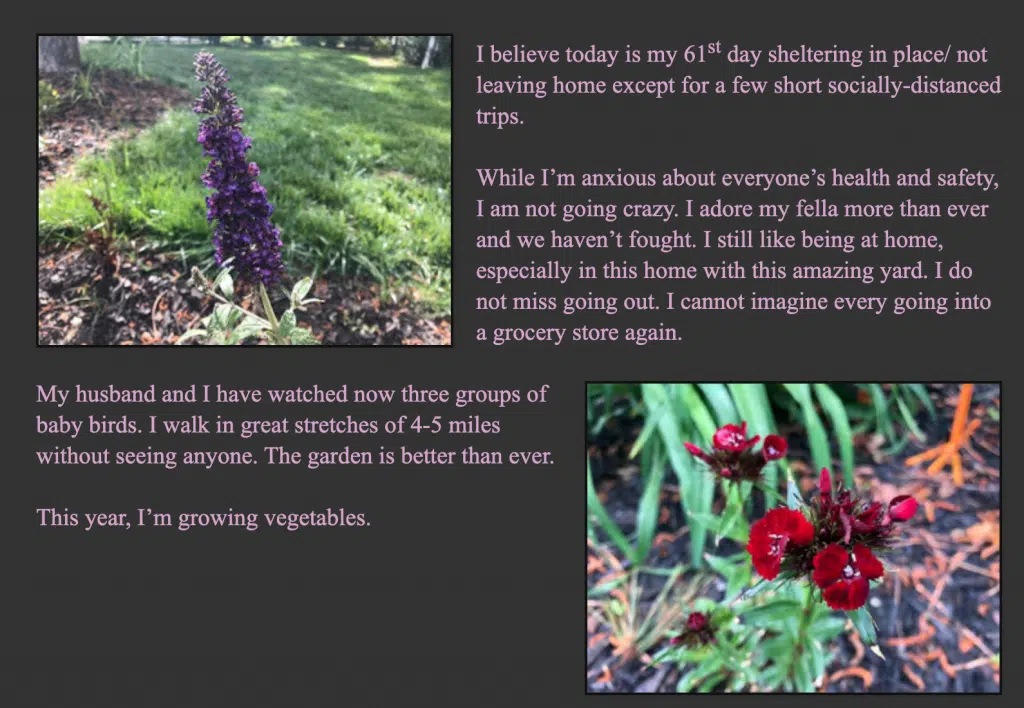 I believe today is my 61st day sheltering in place/ not
leaving home except for a few short socially-distanced
trips.
While I’m anxious about everyone’s health and safety,
I am not going crazy. I adore my fella more than ever
and we haven’t fought. I still like being at home,
especially in this home with this amazing yard. I do
not miss going out. I cannot imagine every going into
a grocery store again.
My husband and I have watched now three groups of
baby birds. I walk in great stretches of 4-5 miles
without seeing anyone. The garden is better than ever.
This year, I’m growing vegetables.